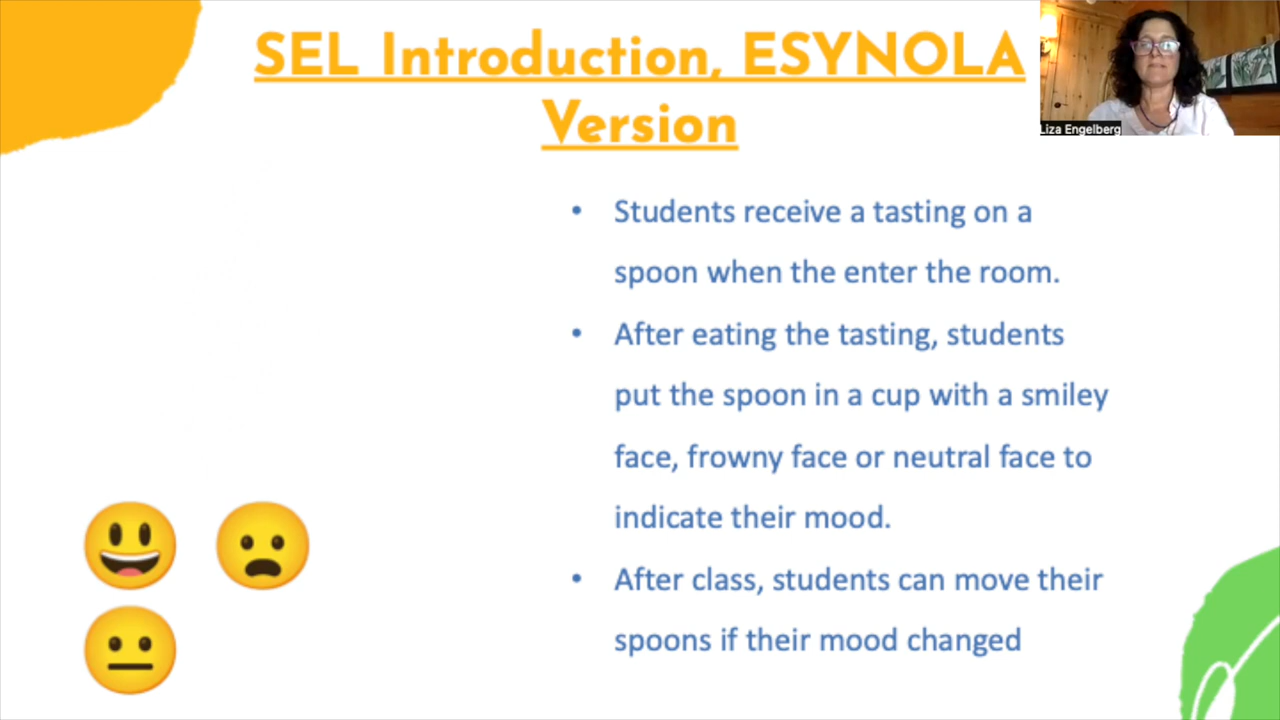 SEL Introduction, ESYNOLA
Version
Liza Engelberg
• Students receive a tasting on a
spoon when the enter the room.
• After eating the tasting, students
put the spoon in a cup with a smiley
face, frowny face or neutral face to
indicate their mood.
• After class, students can move their
spoons if their mood changed